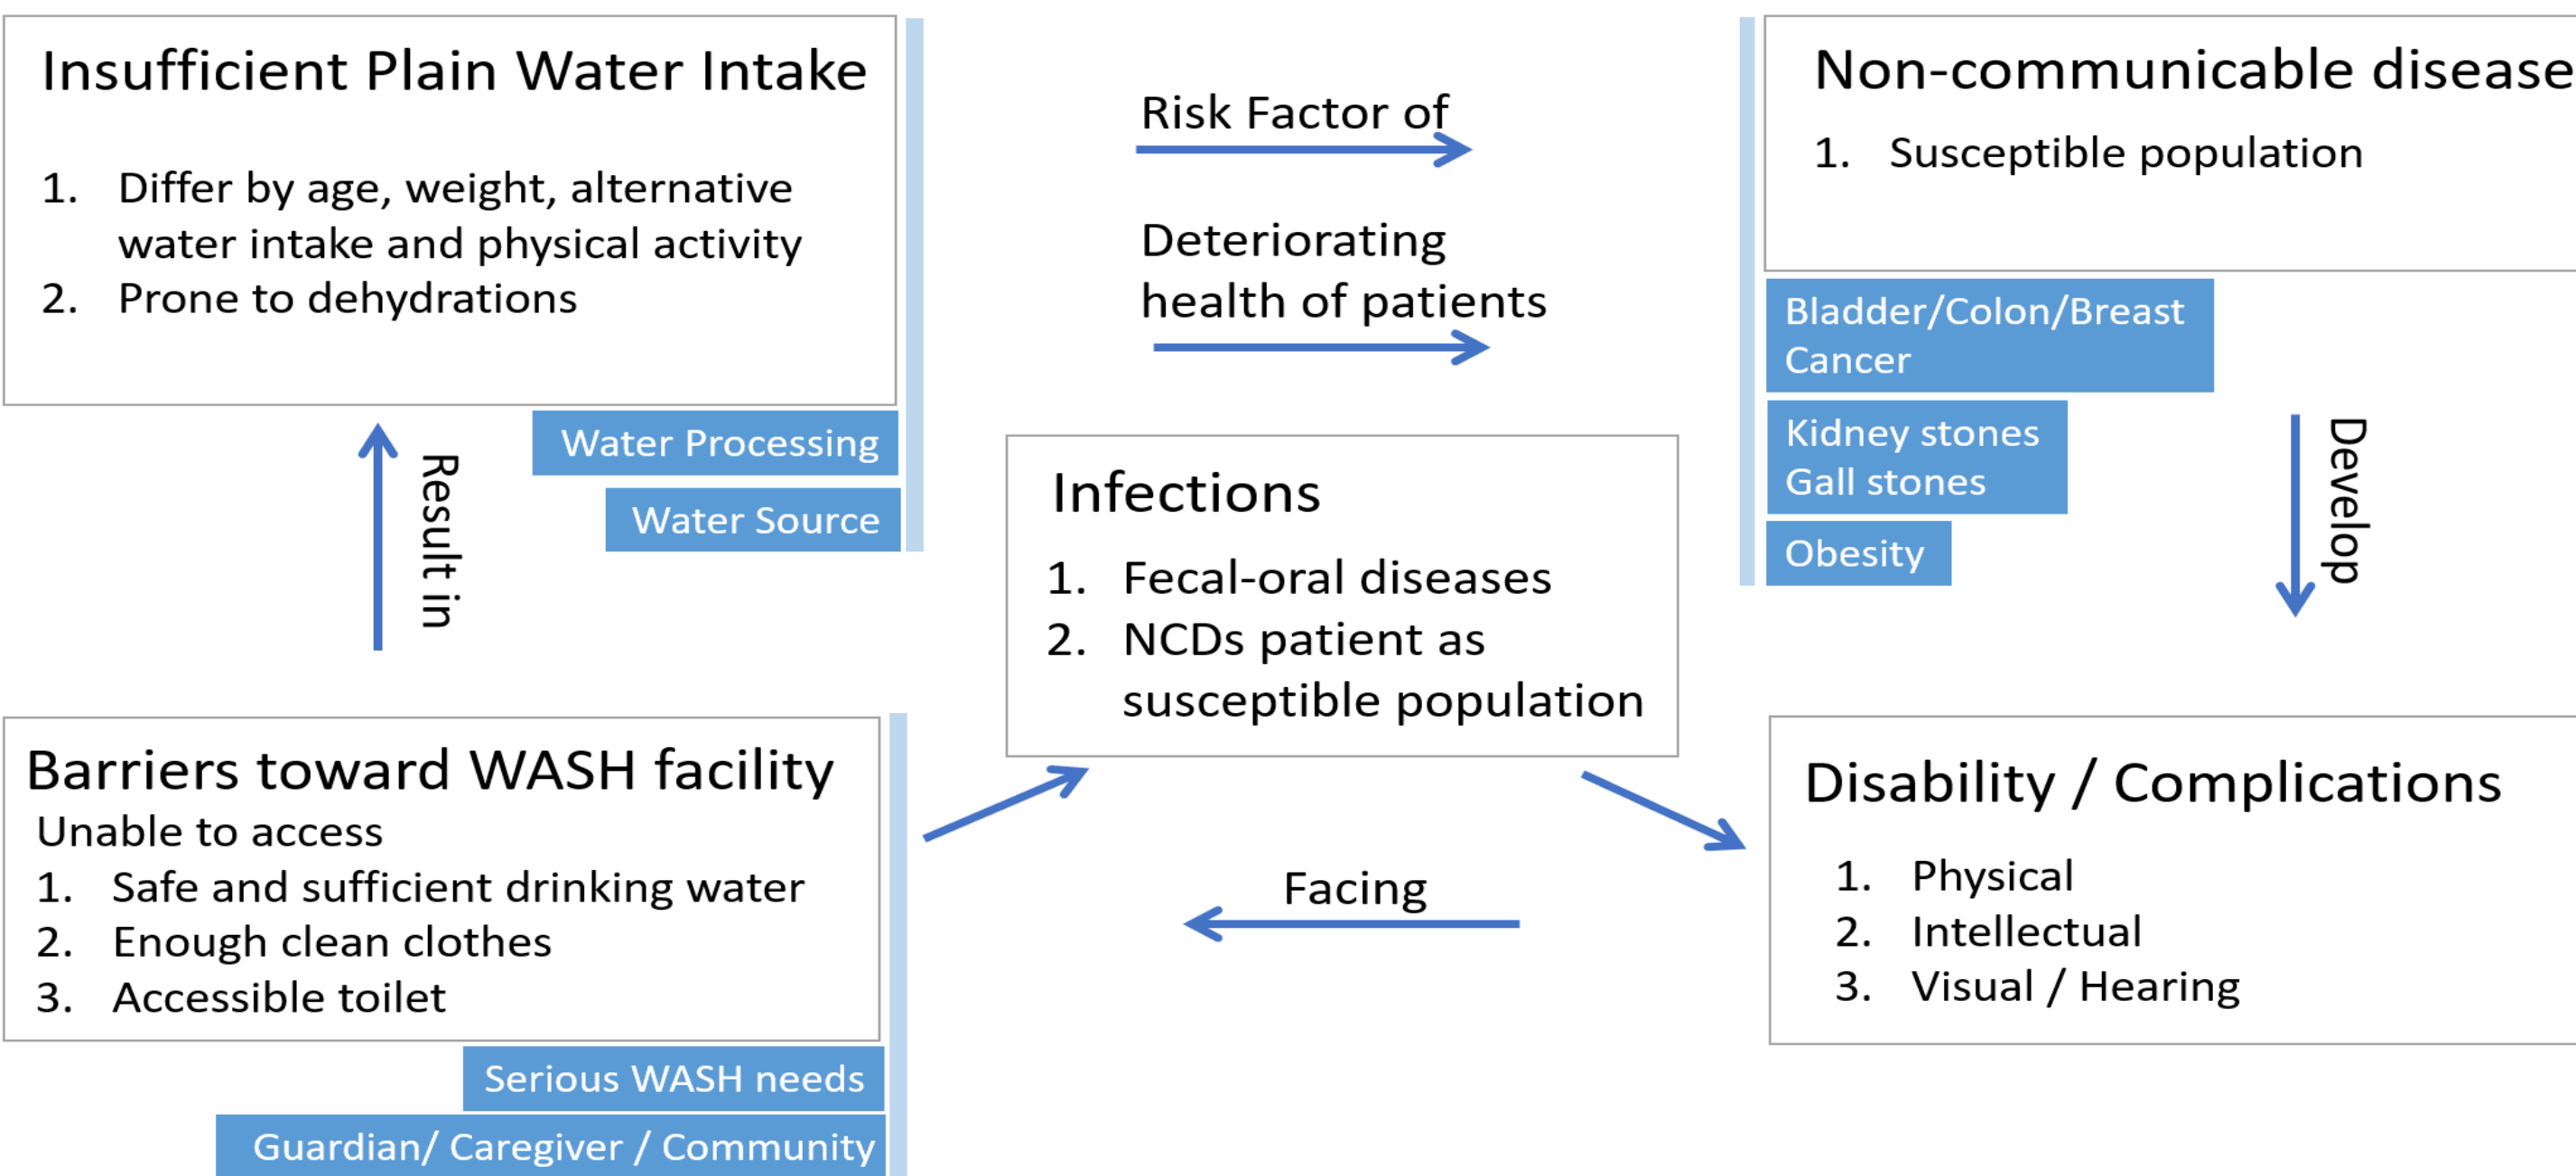 Insufficient Plain Water Intake
1. Differ by age, weight, alternative
water intake and physical activity
2. Prone to dehydrations
Water Processing
Water Source
Risk Factor of
Deteriorating
health of patients
Non-communicable disease
1. Susceptible population
Bladder/Colon/Breast
Cancer
Kidney stones
Gall stones
Obesity
Result in
Infections
1. Fecal-oral diseases
2. NCDs patient as
susceptible population
Develop
Barriers toward WASH facility
Unable to access
1. Safe and sufficient drinking water
2. Enough clean clothes
3. Accessible toilet
Serious WASH needs
Guardian/ Caregiver / Community
Facing
Disability / Complications
1. Physical
2. Intellectual
3. Visual / Hearing